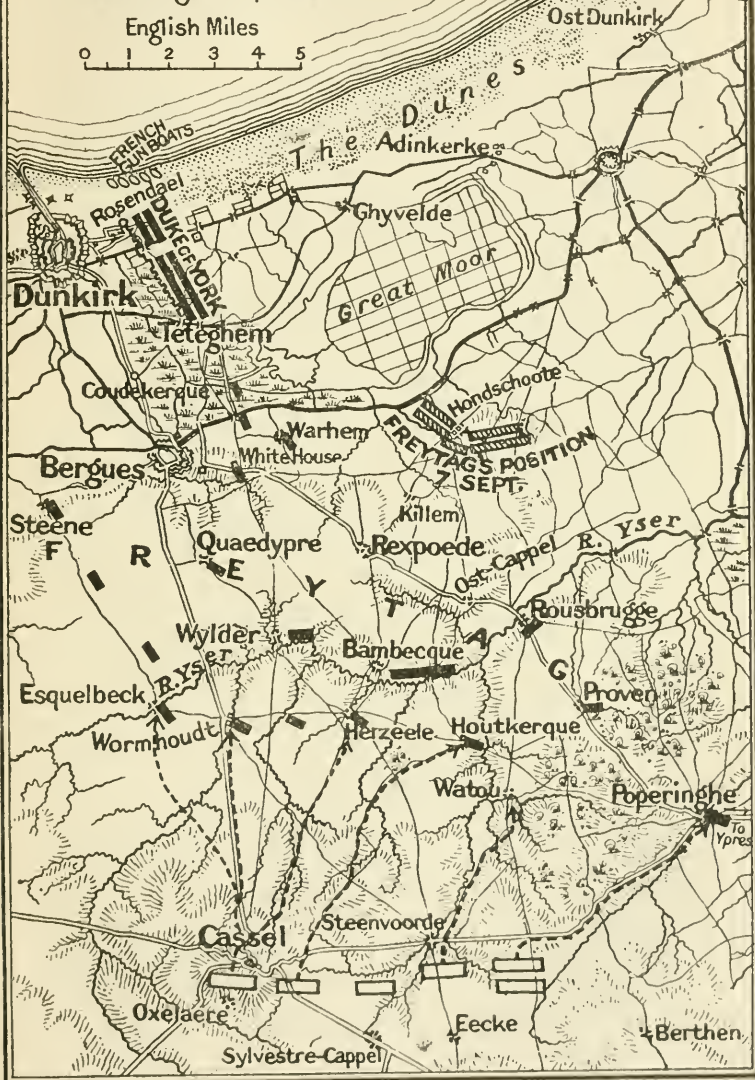 English Miles
0 1 2 3 4 5
Ost Dunkirk
The Dunes
FRENCH
GUN BOATS
Adinkerke
Rosendael
DUKE OF YORK
Ghyvelde
Great Moor
Dunkirk
Teteghem
Coudekerque
Hondschoote
FREYTAGS POSITION
7 SEPT.
Warhem
White House
Bergues
Killem
Steene
Quaedypre
Rexpoede
Ost-Cappel
R. Yser
FREYTAG
Rousbrugge
Wylder
Bambecque
R. Yser
Esquelbeck
Proven
Wormhoudt
Herzeele
Houtkerque
Watou
Poperinghe
To
Ypres
Steenvoorde
Cassel
Oxelaere
Eecke
Berthen
Sylvestre-Cappel